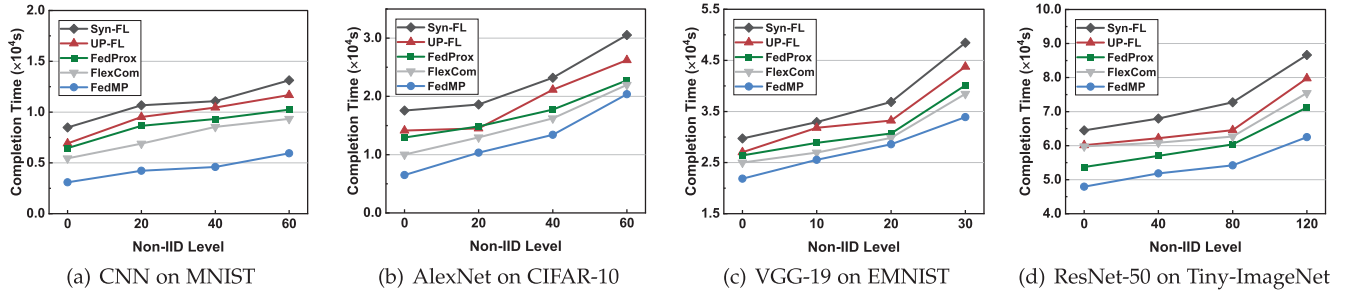 Completion Time (×10⁴s)
2.0
1.5
1.0
0.5
0.0
Syn-FL
UP-FL
FedProx
FlexCom
FedMP
0 20 40 60
Non-IID Level
(a) CNN on MNIST
Completion Time (×10⁴s)
3.0
2.0
1.0
0.0
Syn-FL
UP-FL
FedProx
FlexCom
FedMP
0 20 40 60
Non-IID Level
(b) AlexNet on CIFAR-10
Completion Time (×10⁴s)
5.5
4.5
3.5
2.5
1.5
Syn-FL
UP-FL
FedProx
FlexCom
FedMP
0 10 20 30
Non-IID Level
(c) VGG-19 on EMNIST
Completion Time (×10⁴s)
10.0
9.0
8.0
7.0
6.0
5.0
4.0
Syn-FL
UP-FL
FedProx
FlexCom
FedMP
0 40 80 120
Non-IID Level
(d) ResNet-50 on Tiny-ImageNet